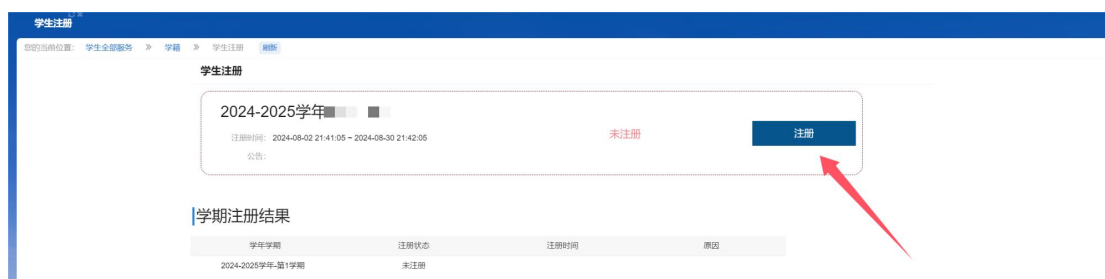 学生注册
您的当前位置： 学生全部服务 》 学籍 》 学生注册 刷新
学生注册
2024-2025学年
注册时间： 2024-08-02 21:41:05 ~ 2024-08-30 21:42:05
未注册
注册
公告：
学期注册结果
学年学期 注册状态 注册时间 原因
2024-2025学年-第1学期 未注册